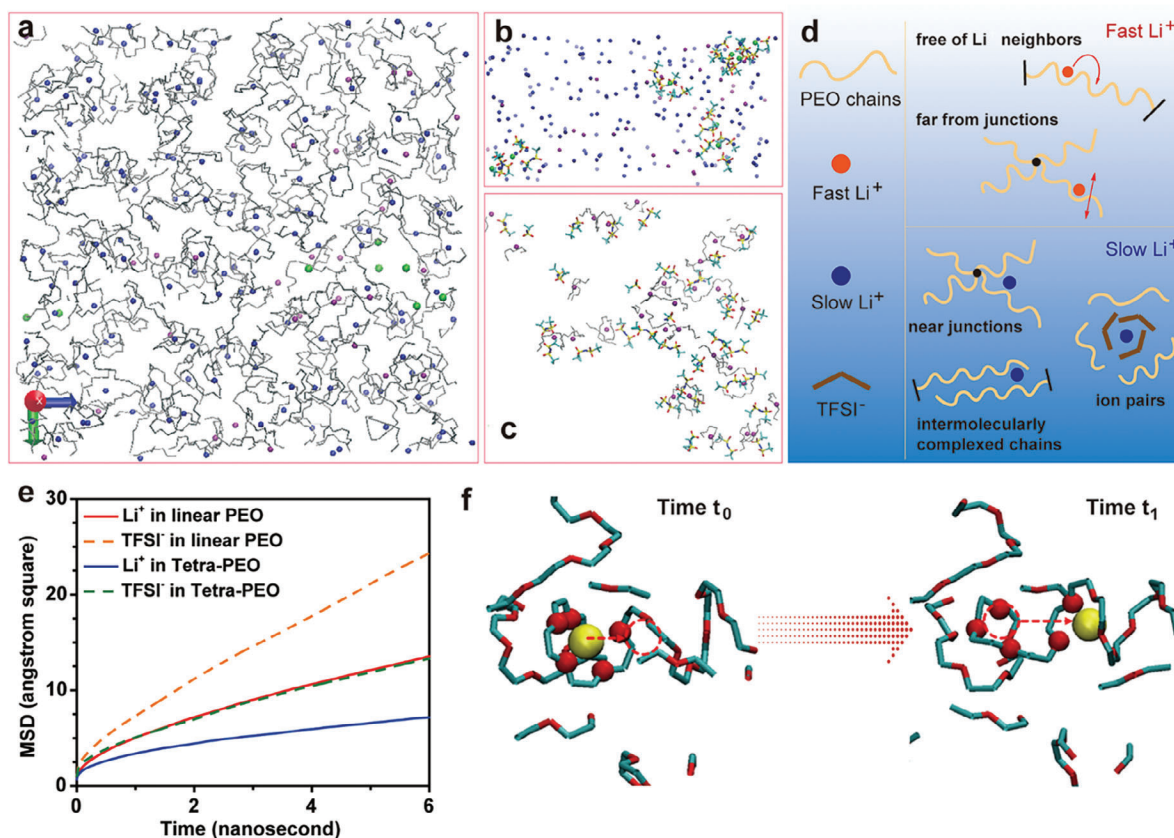 a
x
b
c
d
PEO chains
Fast Li⁺
Slow Li⁺
TFSI⁻
free of Li neighbors
Fast Li⁺
far from junctions
Slow Li⁺
near junctions
ion pairs
intermolecularly
complexed chains
e
MSD (angstrom square)
30
20
10
0
Li⁺ in linear PEO
TFSI⁻ in linear PEO
Li⁺ in Tetra-PEO
TFSI⁻ in Tetra-PEO
0 2 4 6
Time (nanosecond)
f
Time t₀
Time t₁